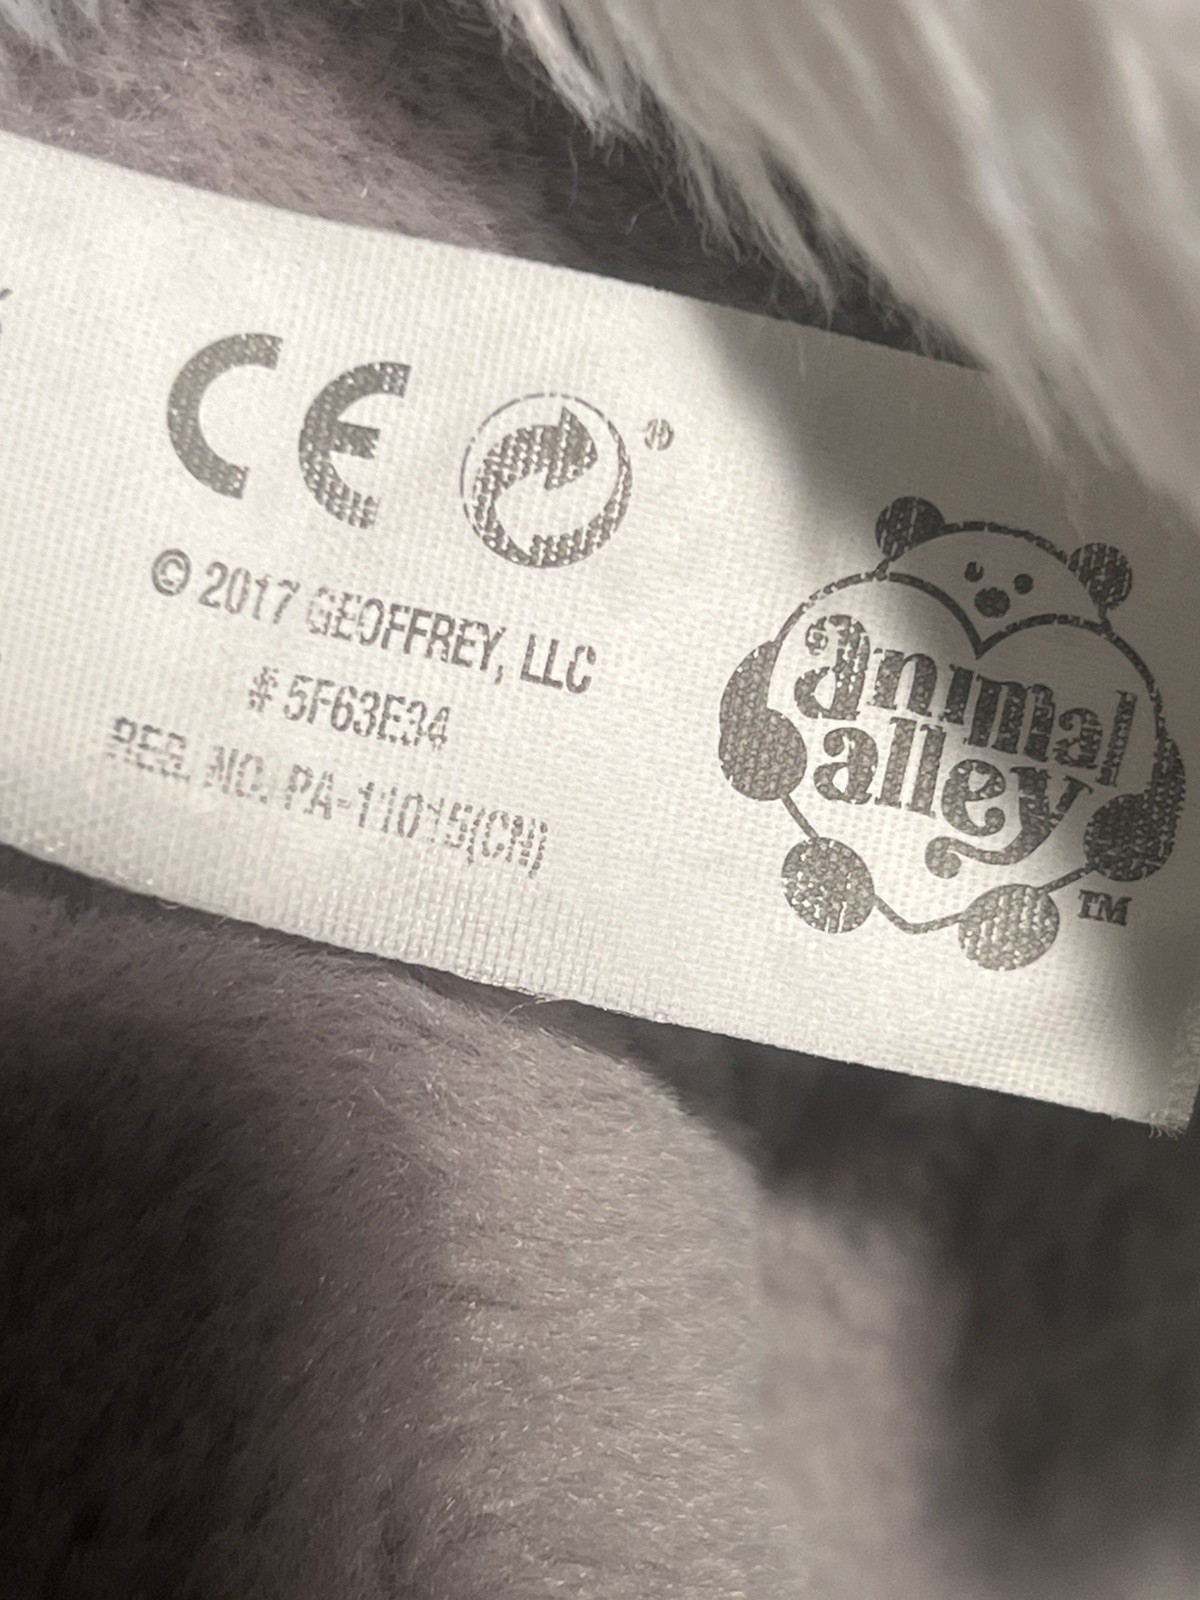 CE
®
© 2017 GEOFFREY, LLC
# 5F63E34
REG. NO. PA-11015(CN)
animal
alley
TM